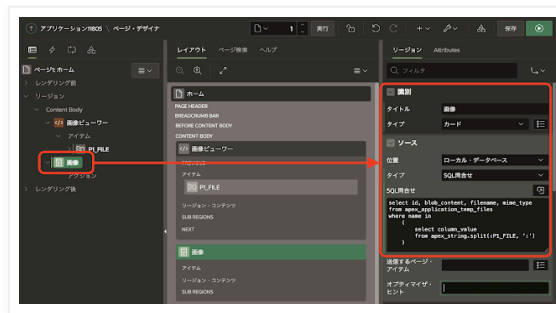 アプリケーション11805 \ ページ・デザイナ
1
実行
保存
レイアウト ページ検索 ヘルプ
リージョン Attributes
ページ1: ホーム
レンダリング前
リージョン
Content Body
画像ビューワー
アイテム
P1_FILE
画像
アクション
レンダリング後
ホーム
PAGE HEADER
BREADCRUMB BAR
BEFORE CONTENT BODY
CONTENT BODY
画像ビューワー
PREVIOUS
アイテム
P1_FILE
リージョン・コンテンツ
SUB REGIONS
NEXT
画像
アイテム
リージョン・コンテンツ
SUB REGIONS
フィルタ
識別
タイトル 画像
タイプ カード
ソース
位置 ローカル・データベース
タイプ SQL問合せ
SQL問合せ
select id, blob_content, filename, mime_type
from apex_application_temp_files
where name in
(
select column_value
from apex_string.split(:P1_FILE, ':')
)
送信するページ・
アイテム
オプティマイザ・
ヒント